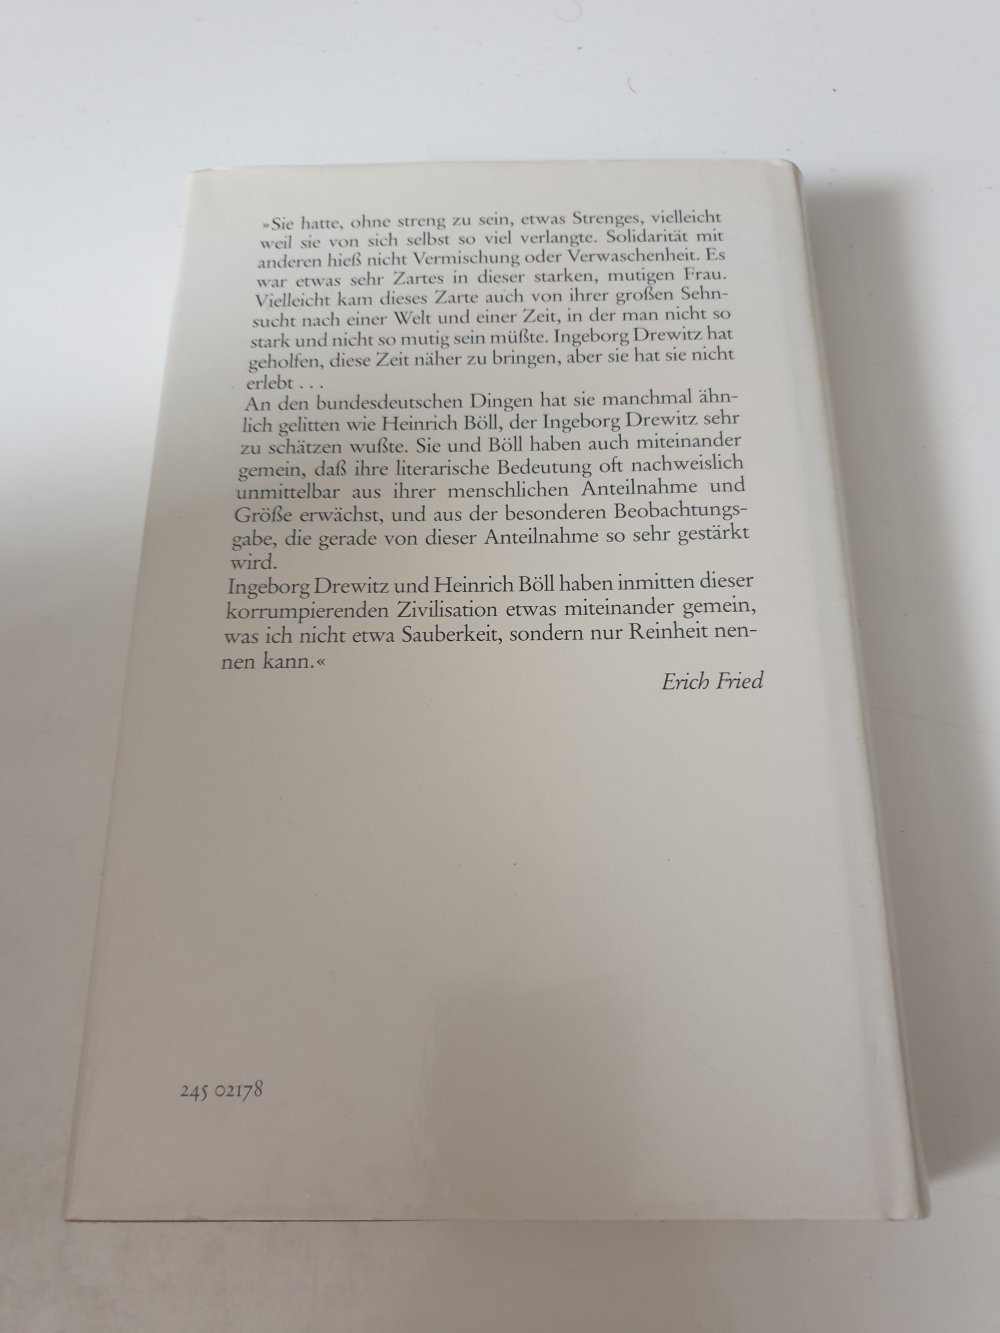 »Sie hatte, ohne streng zu sein, etwas Strenges, vielleicht
weil sie von sich selbst so viel verlangte. Solidarität mit
anderen hieß nicht Vermischung oder Verwaschenheit. Es
war etwas sehr Zartes in dieser starken, mutigen Frau.
Vielleicht kam dieses Zarte auch von ihrer großen Sehn-
sucht nach einer Welt und einer Zeit, in der man nicht so
stark und nicht so mutig sein müßte. Ingeborg Drewitz hat
geholfen, diese Zeit näher zu bringen, aber sie hat sie nicht
erlebt . . .
An den bundesdeutschen Dingen hat sie manchmal ähn-
lich gelitten wie Heinrich Böll, der Ingeborg Drewitz sehr
zu schätzen wußte. Sie und Böll haben auch miteinander
gemein, daß ihre literarische Bedeutung oft nachweislich
unmittelbar aus ihrer menschlichen Anteilnahme und
Größe erwächst, und aus der besonderen Beobachtungs-
gabe, die gerade von dieser Anteilnahme so sehr gestärkt
wird.
Ingeborg Drewitz und Heinrich Böll haben inmitten dieser
korrumpierenden Zivilisation etwas miteinander gemein,
was ich nicht etwa Sauberkeit, sondern nur Reinheit nen-
nen kann.«
Erich Fried
245 02178